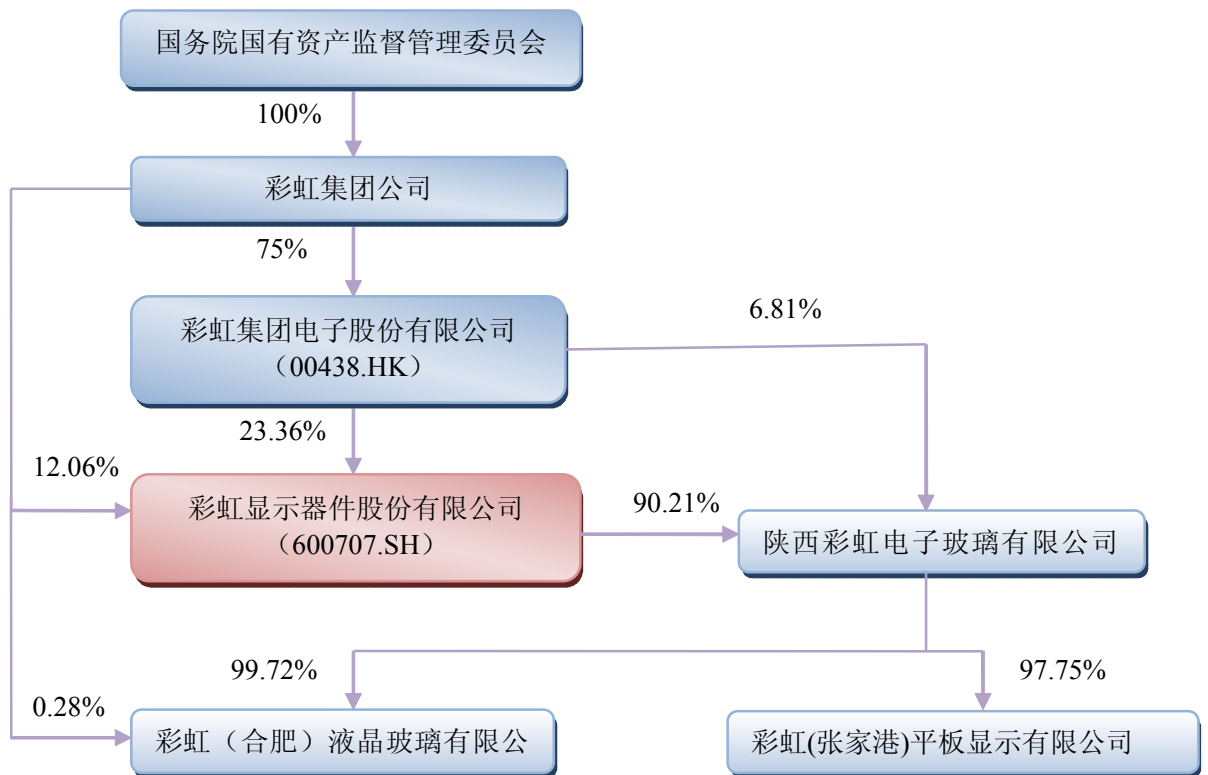 国务院国有资产监督管理委员会
100%
彩虹集团公司
75%
彩虹集团电子股份有限公司
（00438.HK）
6.81%
23.36%
12.06%
彩虹显示器件股份有限公司
（600707.SH）
90.21%
陕西彩虹电子玻璃有限公司
99.72%
97.75%
0.28%
彩虹（合肥）液晶玻璃有限公
彩虹(张家港)平板显示有限公司